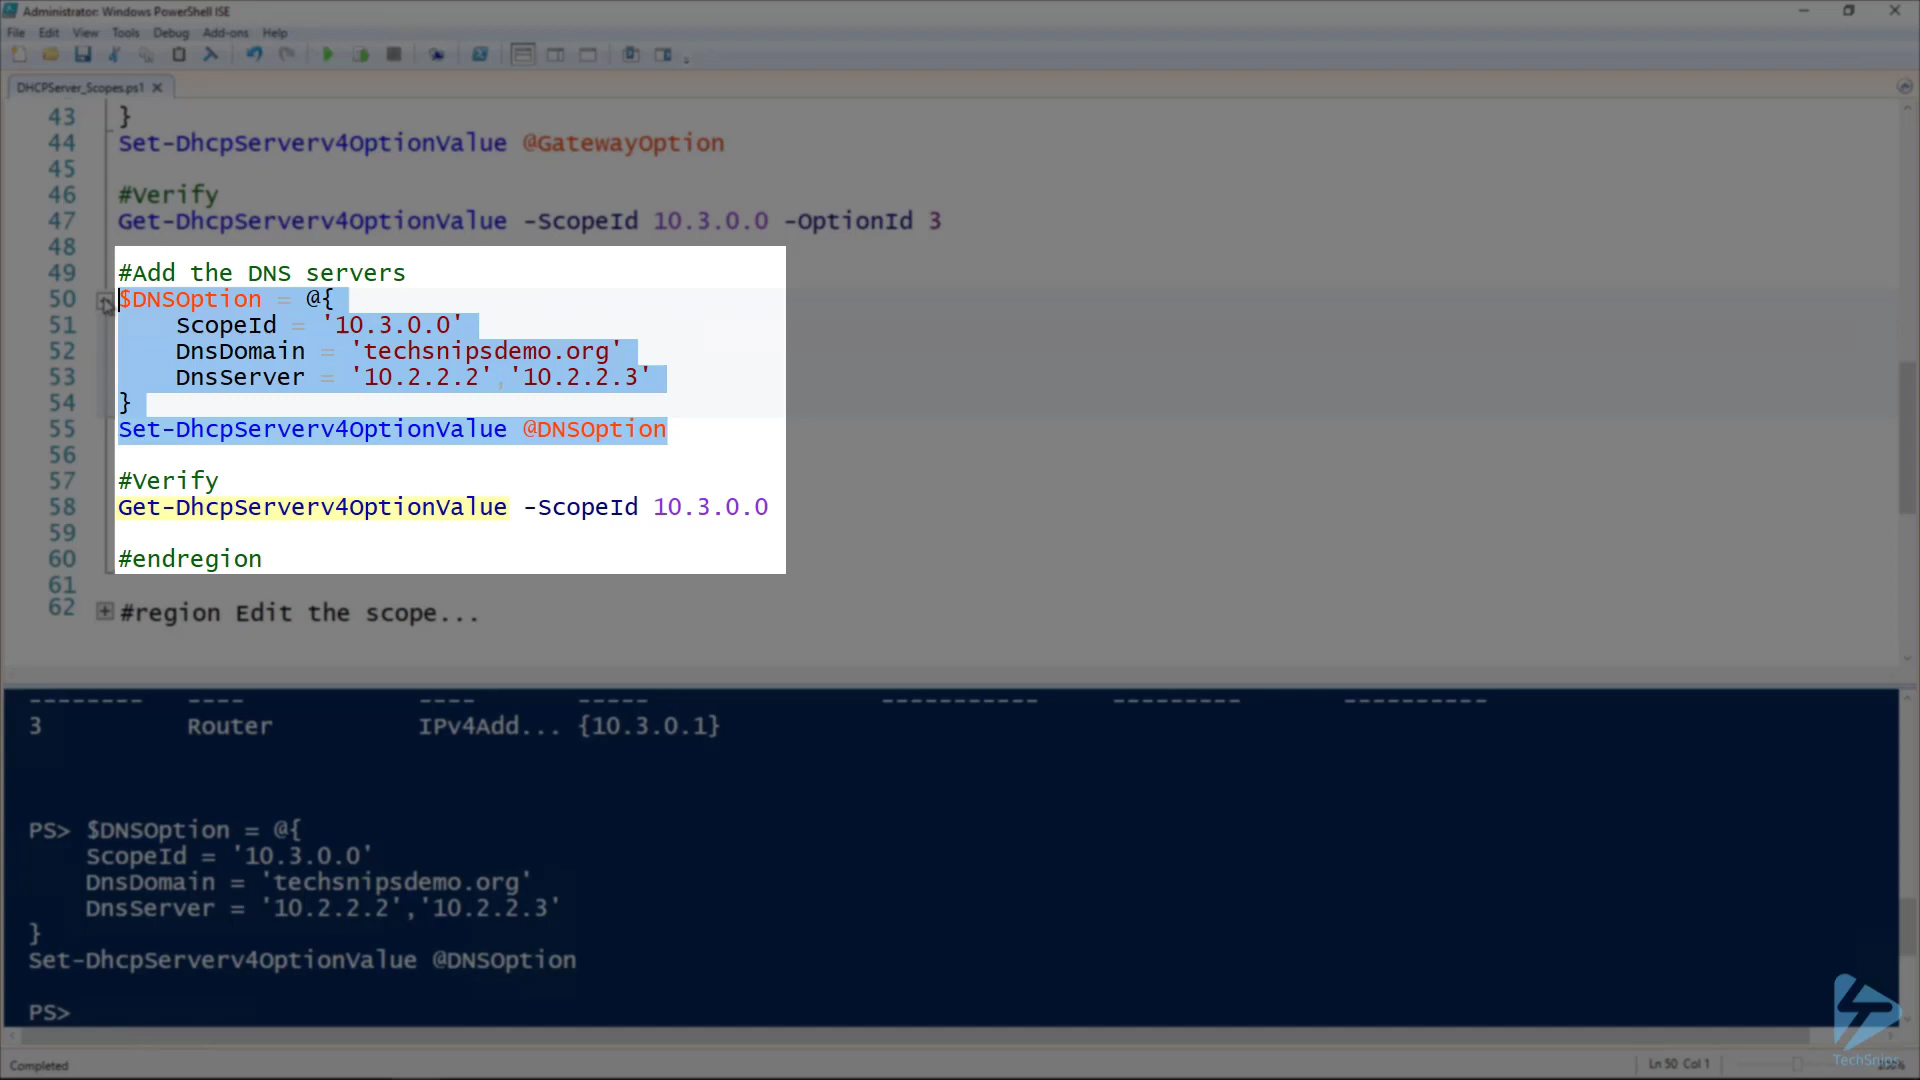 Administrator: Windows PowerShell ISE
File Edit View Tools Debug Add-ons Help
DHCPServer_Scopes.ps1
43 }
44 Set-DhcpServerv4OptionValue @GatewayOption
45
46 #Verify
47 Get-DhcpServerv4OptionValue -ScopeId 10.3.0.0 -OptionId 3
48
49 #Add the DNS servers
50 $DNSOption = @{
51 ScopeId = '10.3.0.0'
52 DnsDomain = 'techsnipsdemo.org'
53 DnsServer = '10.2.2.2','10.2.2.3'
54 }
55 Set-DhcpServerv4OptionValue @DNSOption
56
57 #Verify
58 Get-DhcpServerv4OptionValue -ScopeId 10.3.0.0
59
60 #endregion
61
62 #region Edit the scope...
-------- ---- ---- ----- ----------- --------- ----------
3 Router IPv4Add... {10.3.0.1}
PS> $DNSOption = @{
ScopeId = '10.3.0.0'
DnsDomain = 'techsnipsdemo.org'
DnsServer = '10.2.2.2','10.2.2.3'
}
Set-DhcpServerv4OptionValue @DNSOption
PS>
Completed
Ln 50 Col 1
TechSnips